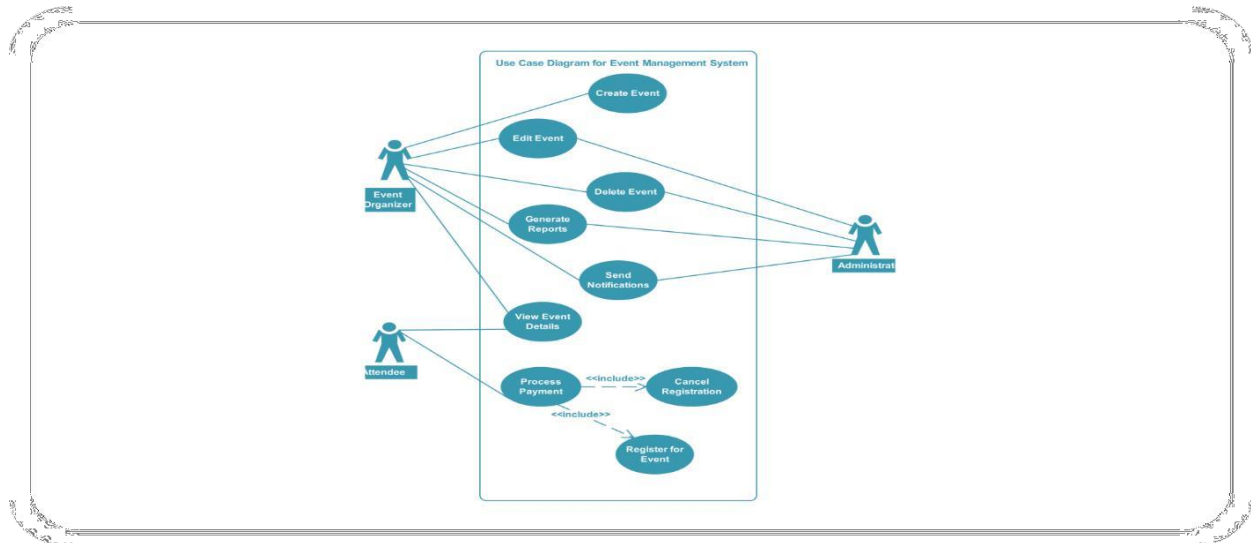 Use Case Diagram for Event Management System
Create Event
Edit Event
Event
Organizer
Delete Event
Generate
Reports
Administrat
Send
Notifications
View Event
Details
Attendee
Process
Payment
<<include>>
Cancel
Registration
<<include>>
Register for
Event